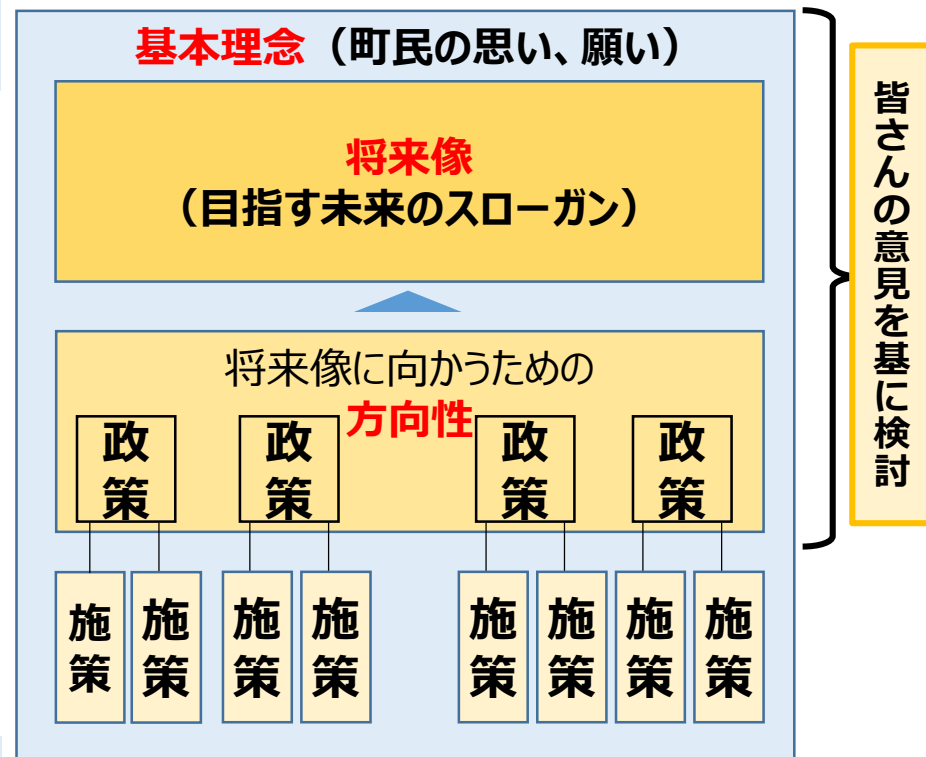 基本理念（町民の思い、願い）
将来像
（目指す未来のスローガン）
将来像に向かうための
方向性
政策
政策
政策
政策
施策
施策
施策
施策
施策
施策
施策
施策
皆さんの意見を基に検討